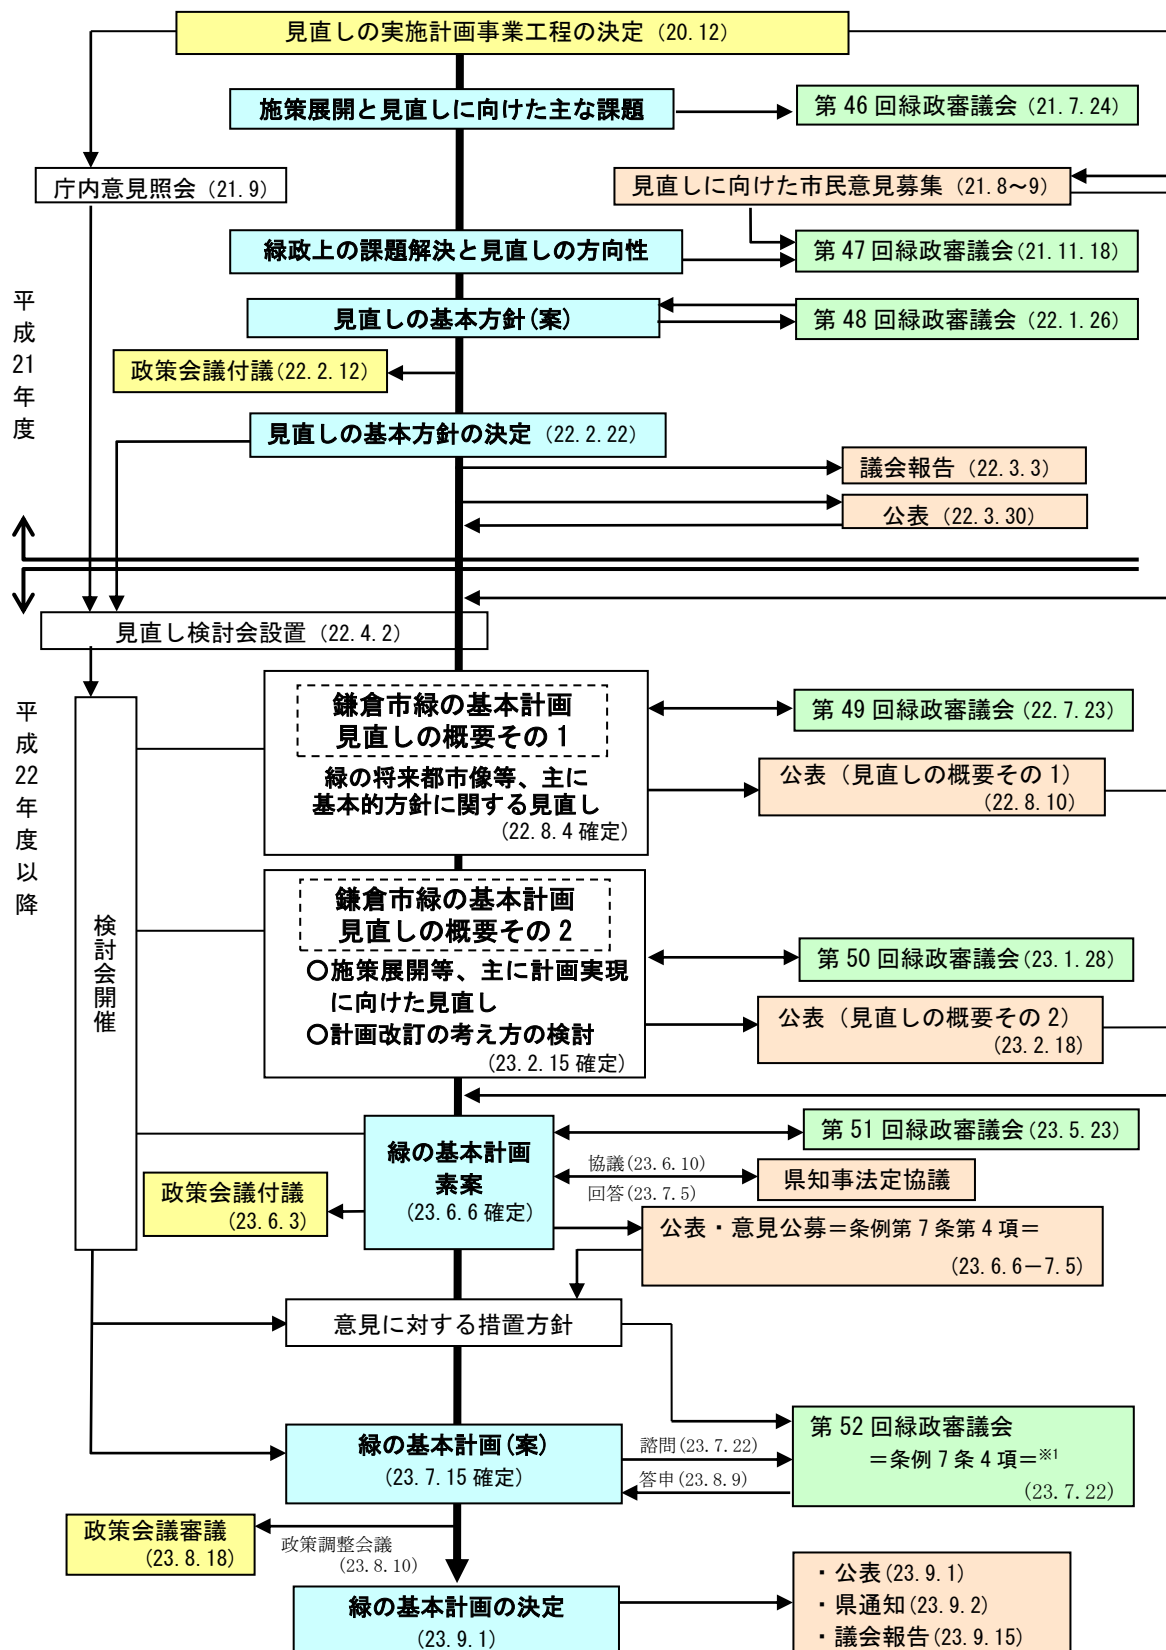 見直しの実施計画事業工程の決定 (20.12)
施策展開と見直しに向けた主な課題
第 46 回緑政審議会 (21.7.24)
庁内意見照会 (21.9)
見直しに向けた市民意見募集 (21.8～9)
緑政上の課題解決と見直しの方向性
第 47 回緑政審議会(21.11.18)
平成21年度
見直しの基本方針(案)
第 48 回緑政審議会 (22.1.26)
政策会議付議(22.2.12)
見直しの基本方針の決定 (22.2.22)
議会報告 (22.3.3)
公表 (22.3.30)
見直し検討会設置 (22.4.2)
平成22年度以降
検討会開催
鎌倉市緑の基本計画
見直しの概要その 1
緑の将来都市像等、主に
基本的方針に関する見直し
(22.8.4 確定)
第 49 回緑政審議会 (22.7.23)
公表 (見直しの概要その 1)
(22.8.10)
鎌倉市緑の基本計画
見直しの概要その 2
○施策展開等、主に計画実現
に向けた見直し
○計画改訂の考え方の検討
(23.2.15 確定)
第 50 回緑政審議会(23.1.28)
公表 (見直しの概要その 2)
(23.2.18)
緑の基本計画
素案
(23.6.6 確定)
第 51 回緑政審議会(23.5.23)
協議(23.6.10)
回答(23.7.5)
県知事法定協議
政策会議付議
(23.6.3)
公表・意見公募＝条例第 7 条第 4 項＝
(23.6.6－7.5)
意見に対する措置方針
緑の基本計画(案)
(23.7.15 確定)
諮問(23.7.22)
答申(23.8.9)
第 52 回緑政審議会
＝条例 7 条 4 項＝※1
(23.7.22)
政策会議審議
(23.8.18)
政策調整会議
(23.8.10)
緑の基本計画の決定
(23.9.1)
・公表(23.9.1)
・県通知(23.9.2)
・議会報告(23.9.15)